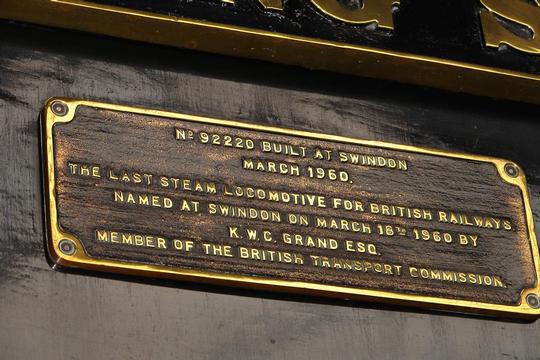 No 92220 BUILT AT SWINDON
MARCH 1960.
THE LAST STEAM LOCOMOTIVE FOR BRITISH RAILWAYS
NAMED AT SWINDON ON MARCH 18TH 1960 BY
K.W.C. GRAND ESQ.
MEMBER OF THE BRITISH TRANSPORT COMMISSION.